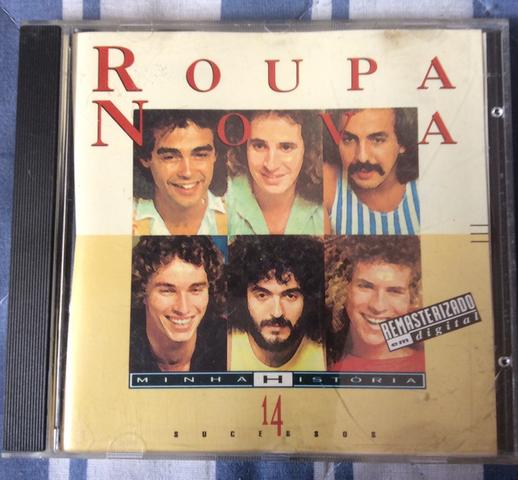 ROUPA
NOVA
REMASTERIZADO
em digital
MINHA HISTÓRIA
14
SUCESSOS